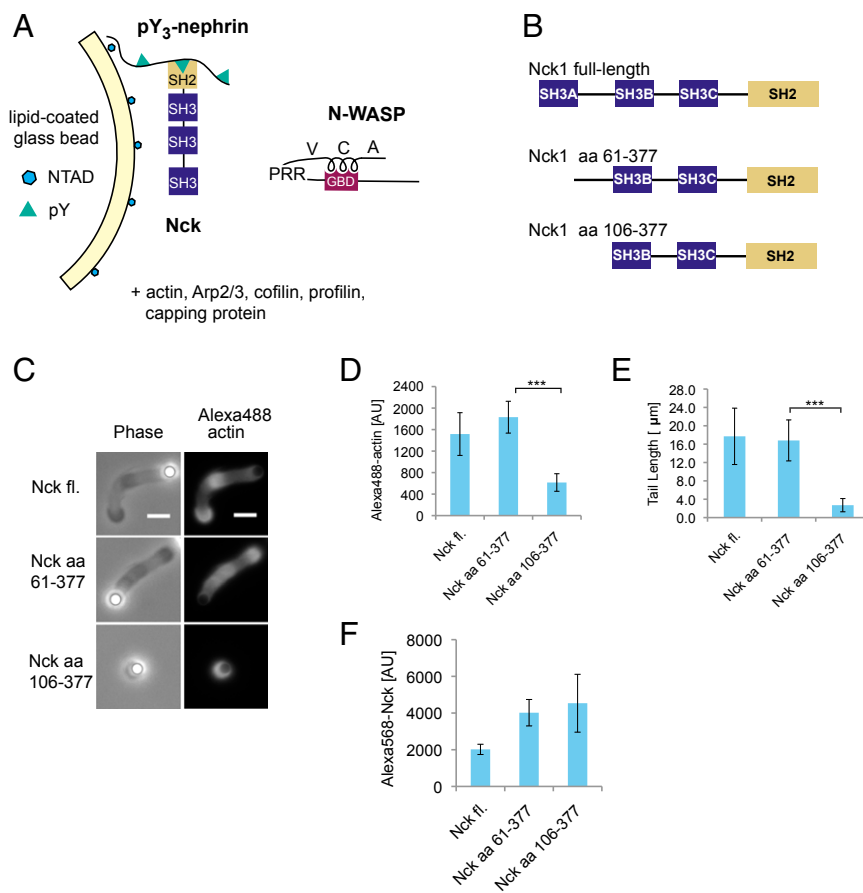 A
pY3-nephrin
SH2
SH3
SH3
SH3
Nck
lipid-coated
glass bead
NTAD
pY
N-WASP
V C A
PRR
GBD
+ actin, Arp2/3, cofilin, profilin,
capping protein
B
Nck1 full-length
SH3A SH3B SH3C SH2
Nck1 aa 61-377
SH3B SH3C SH2
Nck1 aa 106-377
SH3B SH3C SH2
C
Phase
Alexa488
actin
Nck fl.
Nck aa
61-377
Nck aa
106-377
D
Alexa488-actin [AU]
2400
2000
1600
1200
800
400
0
***
Nck fl.
Nck aa 61-377
Nck aa 106-377
E
Tail Length [ µm]
28.0
24.0
20.0
16.0
12.0
8.0
4.0
0.0
***
Nck fl.
Nck aa 61-377
Nck aa 106-377
F
Alexa568-Nck [AU]
8000
6000
4000
2000
0
Nck fl.
Nck aa 61-377
Nck aa 106-377